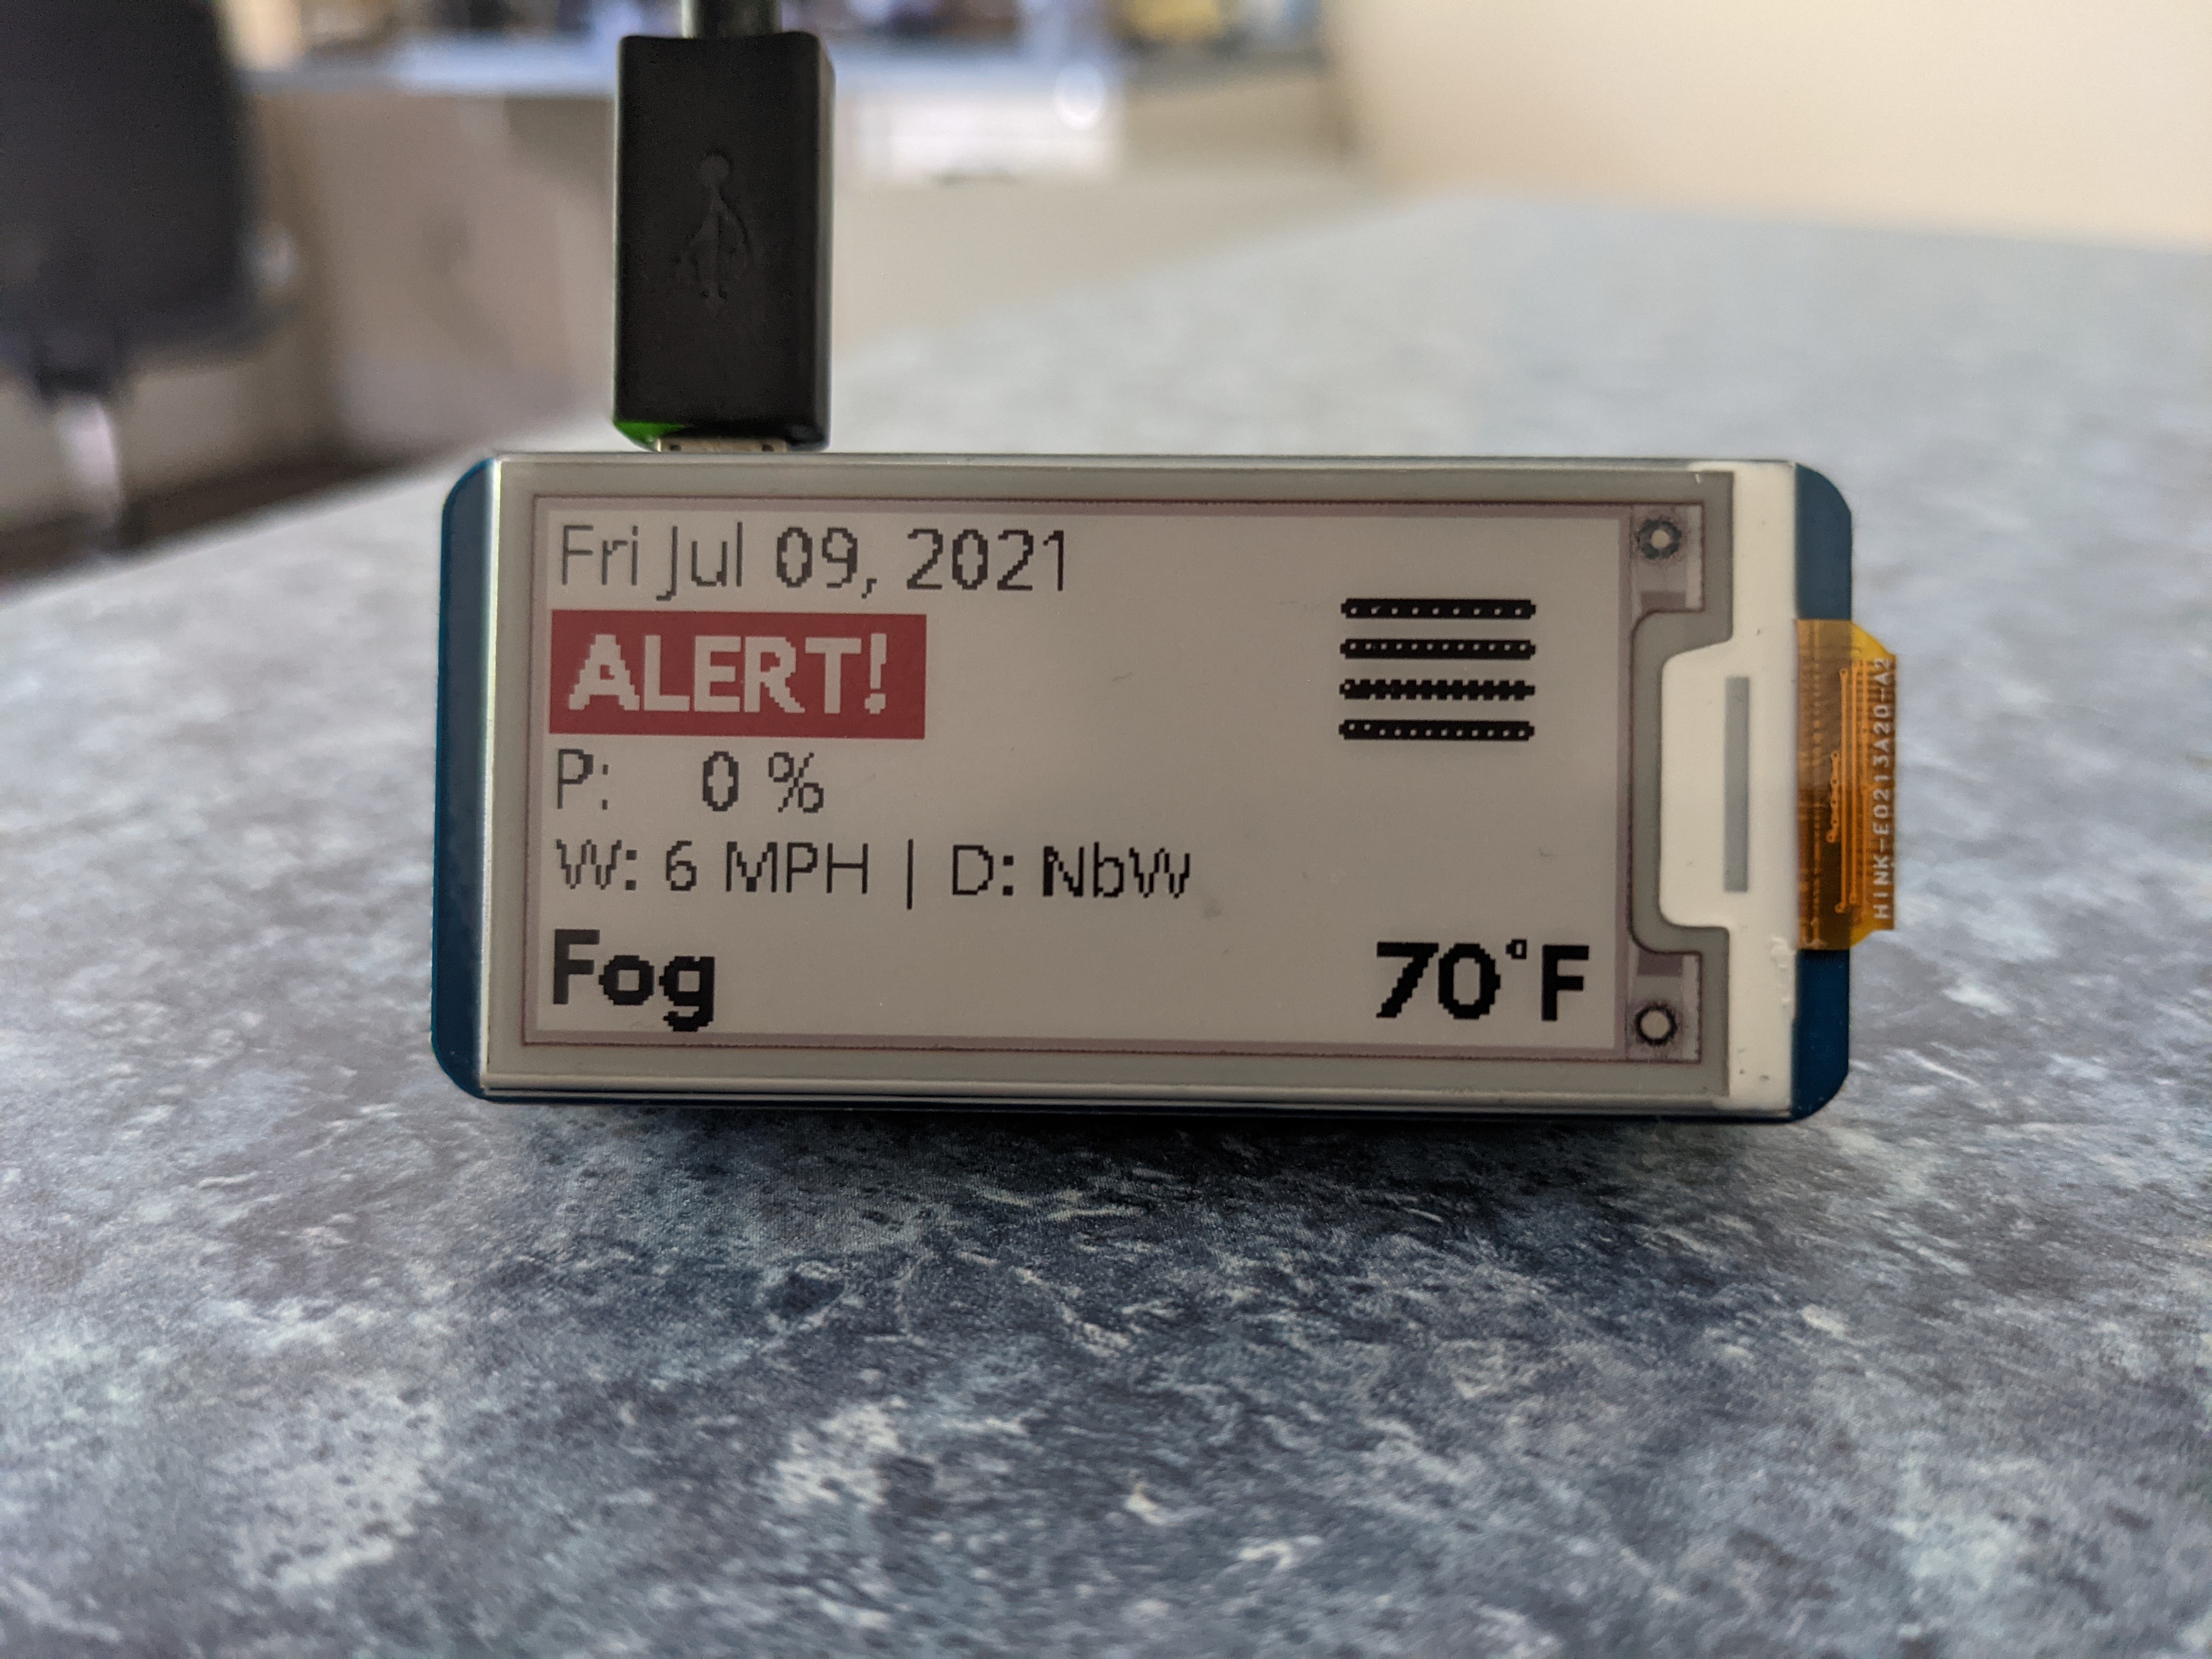 Fri Jul 09, 2021
ALERT!
P: 0 %
W: 6 MPH | D: NbW
Fog
70°F
HINK-E0213A20-A2